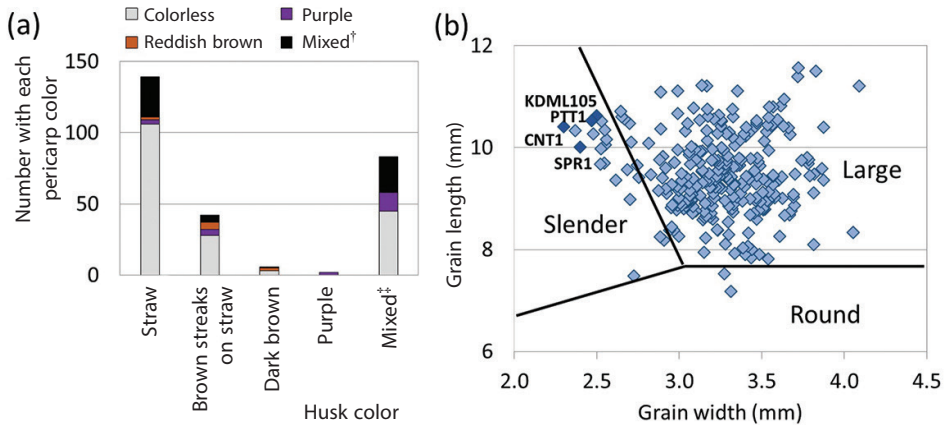 (a)
Colorless
Purple
Reddish brown
Mixed†
Number with each
pericarp color
150
100
50
0
Straw
Brown streaks
on straw
Dark brown
Purple
Mixed‡
Husk color
(b)
Grain length (mm)
12
10
8
6
KDML105
PTT1
CNT1
SPR1
Large
Slender
Round
2.0 2.5 3.0 3.5 4.0 4.5
Grain width (mm)